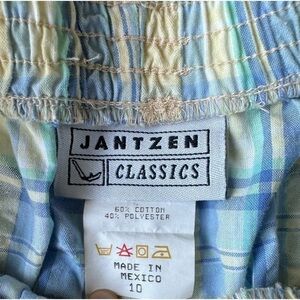 JANTZEN
CLASSICS
60% COTTON
40% POLYESTER
MADE IN
MEXICO
10